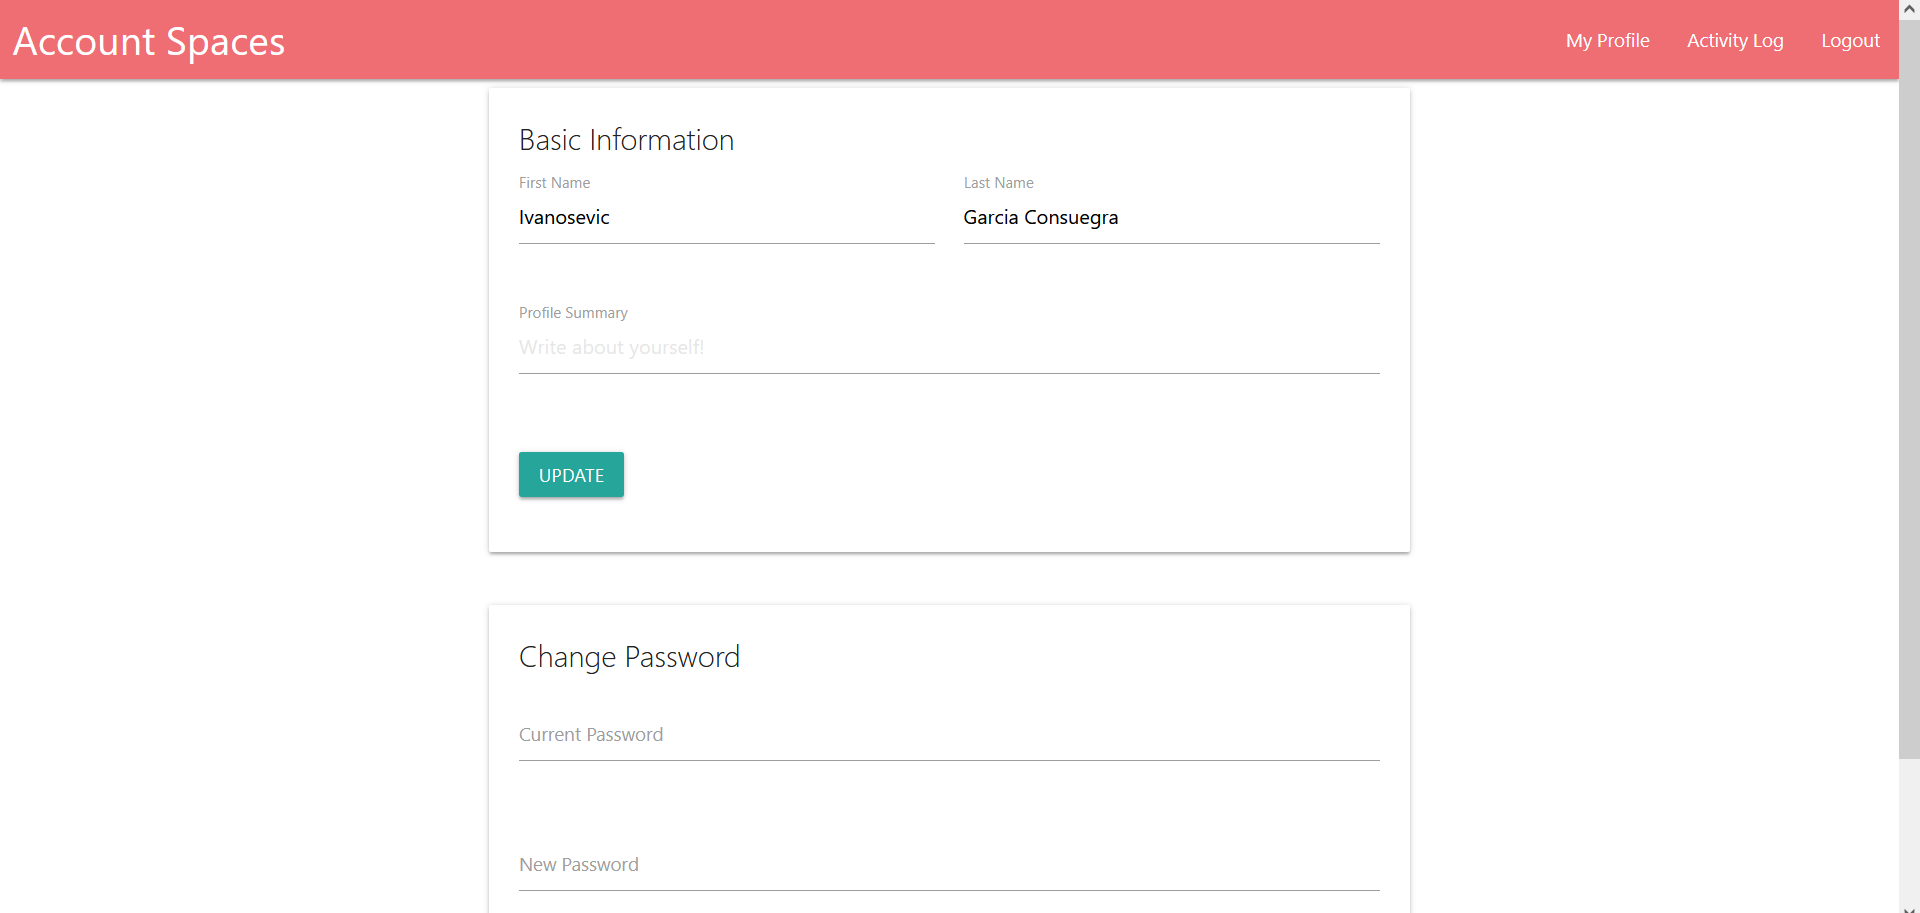 Account Spaces
My Profile
Activity Log
Logout
Basic Information
First Name
Last Name
Ivanosevic
Garcia Consuegra
Profile Summary
Write about yourself!
UPDATE
Change Password
Current Password
New Password